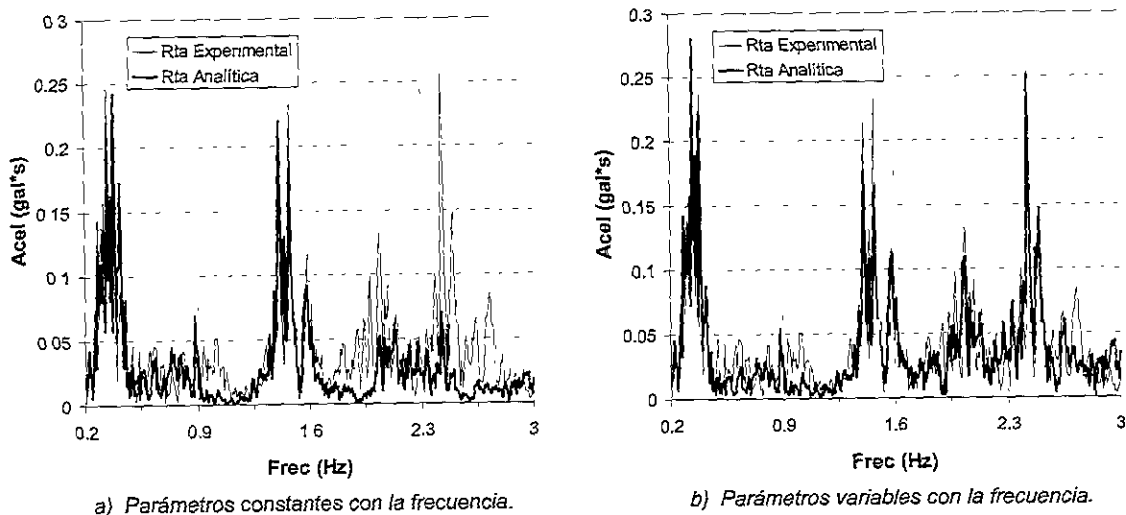 0.3
0.25
0.2
0.15
0.1
0.05
0
Acel (gal*s)
Rta Experimental
Rta Analítica
0.2 0.9 1 6 2.3 3
Frec (Hz)
a) Parámetros constantes con la frecuencia.
0.3
0.25
0.2
0.15
0.1
0.05
0
Acel (gal*s)
Rta Experimental
Rta Analítica
0.2 0.9 1 6 2.3 3
Frec (Hz)
b) Parámetros variables con la frecuencia.